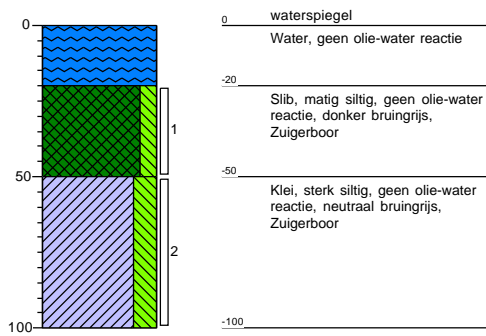 0
50
100
1
2
0
waterspiegel
Water, geen olie-water reactie
-20
Slib, matig siltig, geen olie-water
reactie, donker bruingrijs,
Zuigerboor
-50
Klei, sterk siltig, geen olie-water
reactie, neutraal bruingrijs,
Zuigerboor
-100